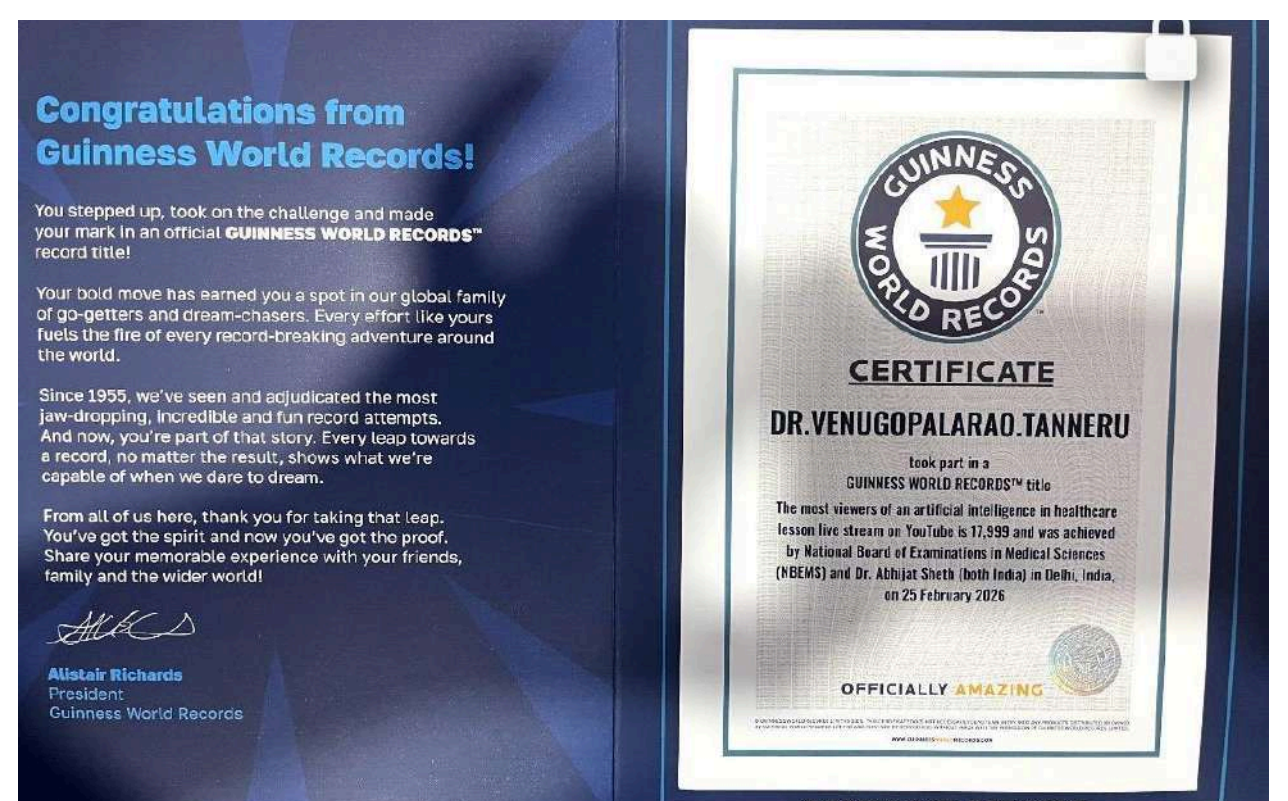 Congratulations from
Guinness World Records!
You stepped up, took on the challenge and made
your mark in an official GUINNESS WORLD RECORDS™
record title!
Your bold move has earned you a spot in our global family
of go-getters and dream-chasers. Every effort like yours
fuels the fire of every record-breaking adventure around
the world.
Since 1955, we've seen and adjudicated the most
jaw-dropping, incredible and fun record attempts.
And now, you're part of that story. Every leap towards
a record, no matter the result, shows what we're
capable of when we dare to dream.
From all of us here, thank you for taking that leap.
You've got the spirit and now you've got the proof.
Share your memorable experience with your friends,
family and the wider world!
Alistair Richards
President
Guinness World Records
GUINNESS
WORLD RECORDS™
CERTIFICATE
DR.VENUGOPALARAO.TANNERU
took part in a
GUINNESS WORLD RECORDS™ title
The most viewers of an artificial intelligence in healthcare
lesson live stream on YouTube is 17,999 and was achieved
by National Board of Examinations in Medical Sciences
(NBEMS) and Dr. Abhijat Sheth (both India) in Delhi, India,
on 25 February 2026
OFFICIALLY AMAZING
WWW.GUINNESSWORLDRECORDS.COM